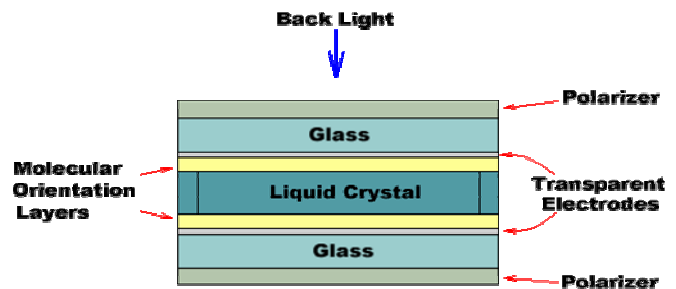 Back Light
Polarizer
Glass
Molecular
Orientation
Layers
Liquid Crystal
Transparent
Electrodes
Glass
Polarizer